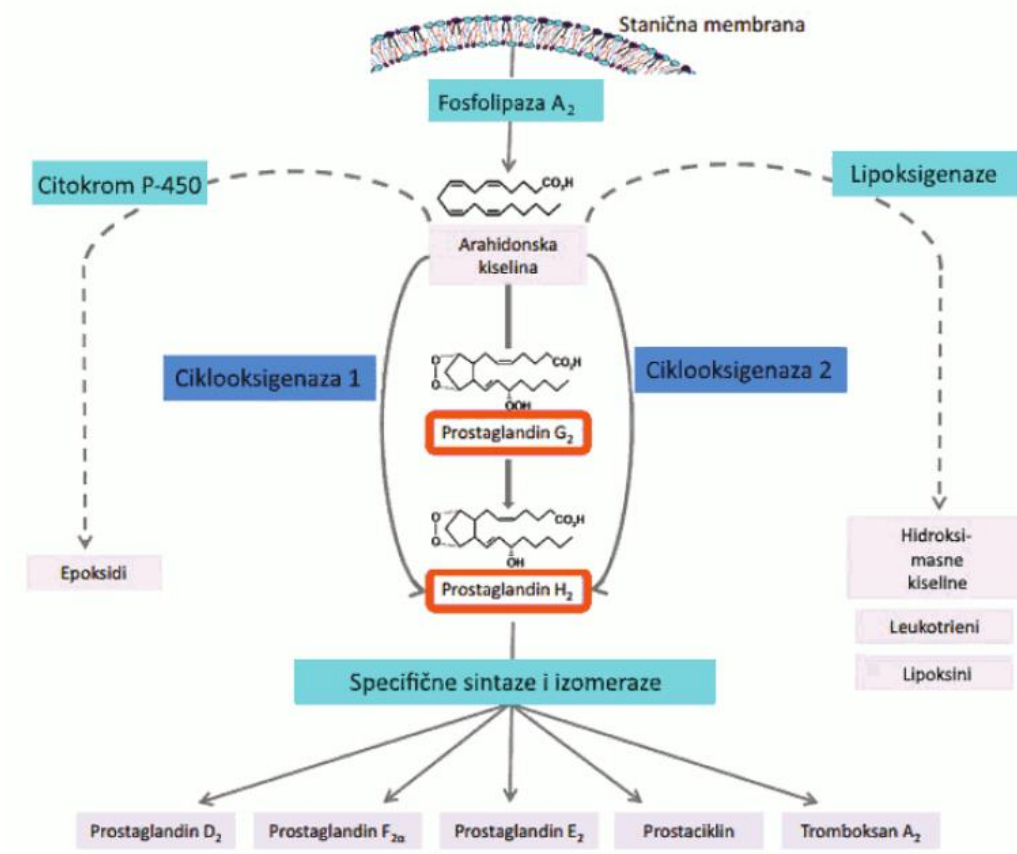 Stanična membrana
Fosfolipaza A₂
Citokrom P-450
Lipoksigenaze
CO₂H
Arahidonska
kiselina
Ciklooksigenaza 1
Ciklooksigenaza 2
O
O
CO₂H
OOH
Prostaglandin G₂
O
O
CO₂H
OH
Prostaglandin H₂
Epoksidi
Hidroksi-
masne
kiseline
Leukotrieni
Lipoksini
Specifične sintaze i izomeraze
Prostaglandin D₂
Prostaglandin F₂α
Prostaglandin E₂
Prostaciklin
Tromboksan A₂